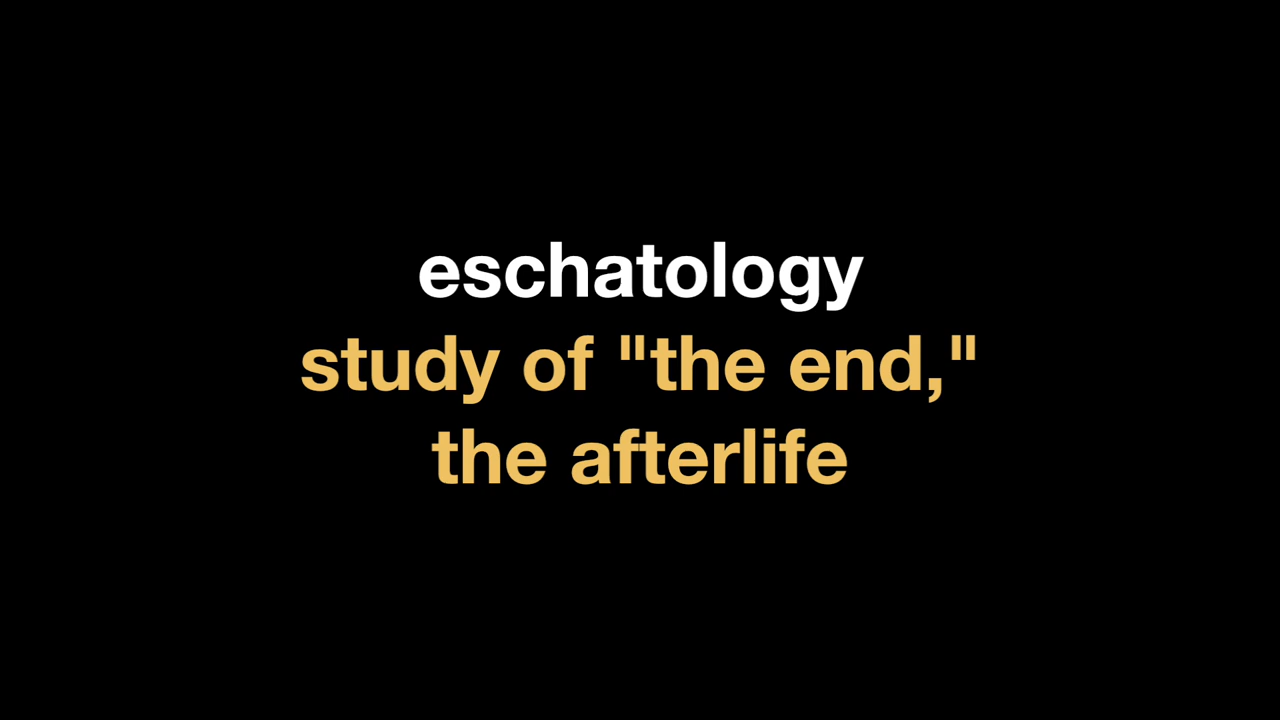 eschatology
study of "the end,"
the afterlife